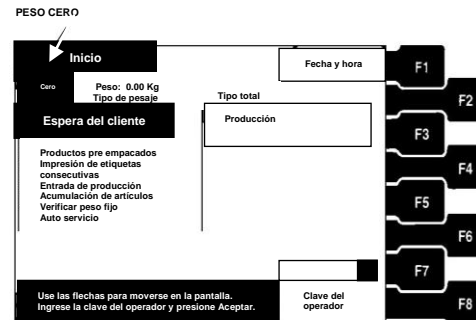 PESO CERO
Inicio
Fecha y hora
F1
Cero
Peso: 0.00 Kg
Tipo de pesaje
Tipo total
F2
Espera del cliente
Producción
F3
Productos pre empacados
Impresión de etiquetas
consecutivas
Entrada de producción
Acumulación de artículos
Verificar peso fijo
Auto servicio
F4
F5
F6
F7
Use las flechas para moverse en la pantalla.
Ingrese la clave del operador y presione Aceptar.
Clave del
operador
F8